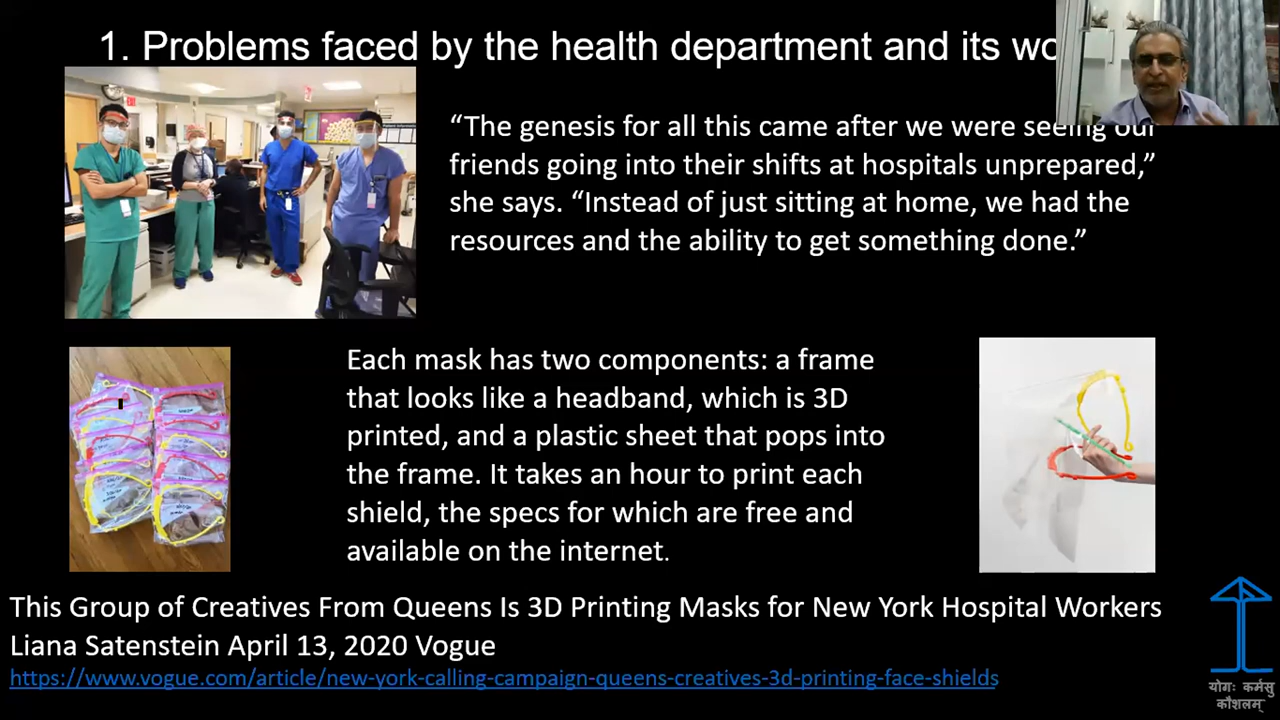 1. Problems faced by the health department and its wo
“The genesis for all this came after we were seeing our
friends going into their shifts at hospitals unprepared,”
she says. “Instead of just sitting at home, we had the
resources and the ability to get something done.”
Each mask has two components: a frame
that looks like a headband, which is 3D
printed, and a plastic sheet that pops into
the frame. It takes an hour to print each
shield, the specs for which are free and
available on the internet.
This Group of Creatives From Queens Is 3D Printing Masks for New York Hospital Workers
Liana Satenstein April 13, 2020 Vogue
https://www.vogue.com/article/new-york-calling-campaign-queens-creatives-3d-printing-face-shields
योगः कर्मसु
कौशलम्